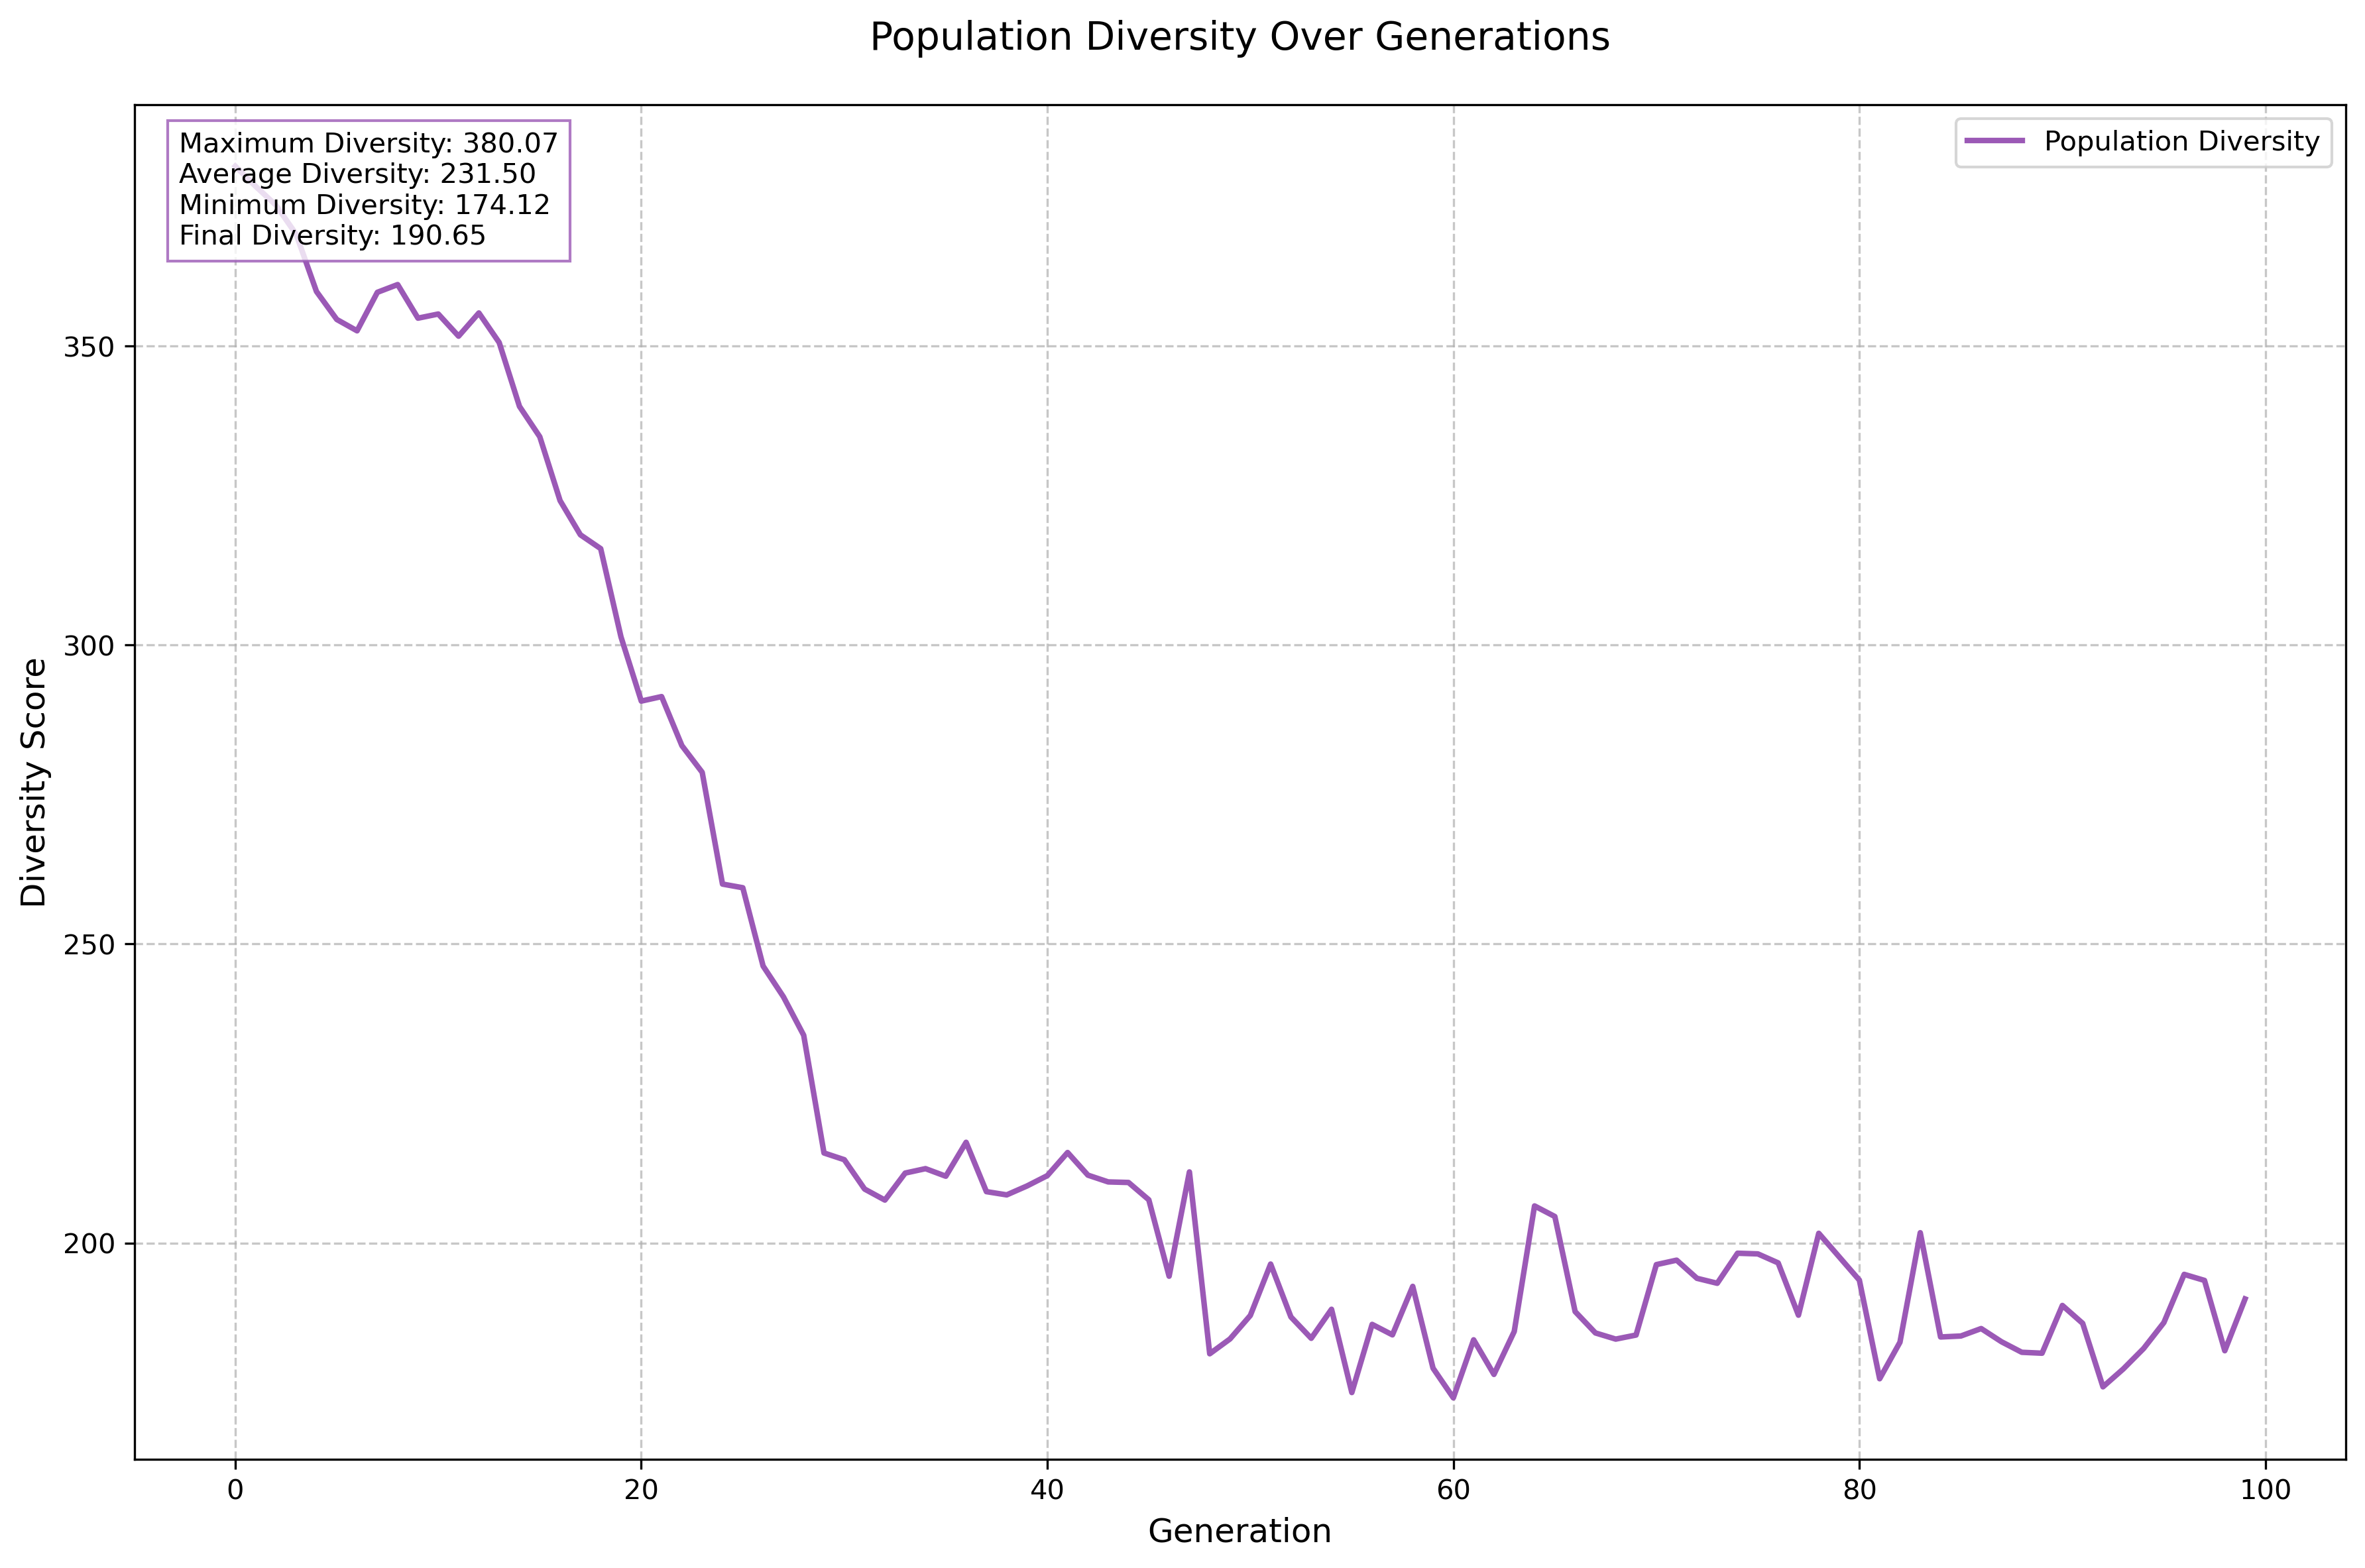 Population Diversity Over Generations
Maximum Diversity: 380.07
Average Diversity: 231.50
Minimum Diversity: 174.12
Final Diversity: 190.65
Population Diversity
350
300
250
200
Diversity Score
0
20
40
60
80
100
Generation